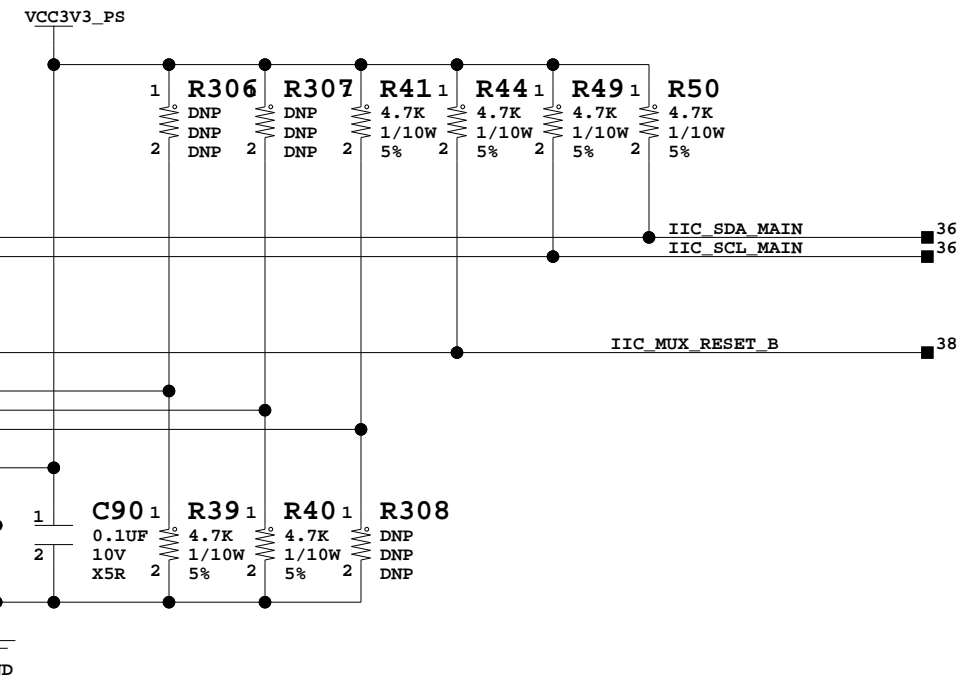 VCC3V3_PS
1 R306 1 R307 1 R41 1 R44 1 R49 1 R50
DNP DNP 4.7K 4.7K 4.7K 4.7K
DNP DNP 1/10W 1/10W 1/10W 1/10W
2 DNP 2 DNP 2 5% 2 5% 2 5% 2 5%
IIC_SDA_MAIN 36
IIC_SCL_MAIN 36
IIC_MUX_RESET_B 38
1 C90 1 R39 1 R40 1 R308
0.1UF 4.7K 4.7K DNP
2 10V 1/10W 1/10W DNP
X5R 2 5% 2 5% 2 DNP